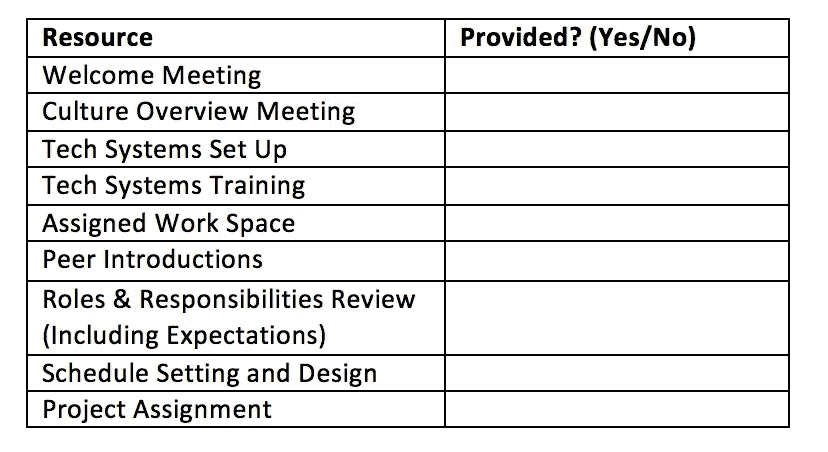 Resource Provided? (Yes/No)
Welcome Meeting
Culture Overview Meeting
Tech Systems Set Up
Tech Systems Training
Assigned Work Space
Peer Introductions
Roles & Responsibilities Review
(Including Expectations)
Schedule Setting and Design
Project Assignment